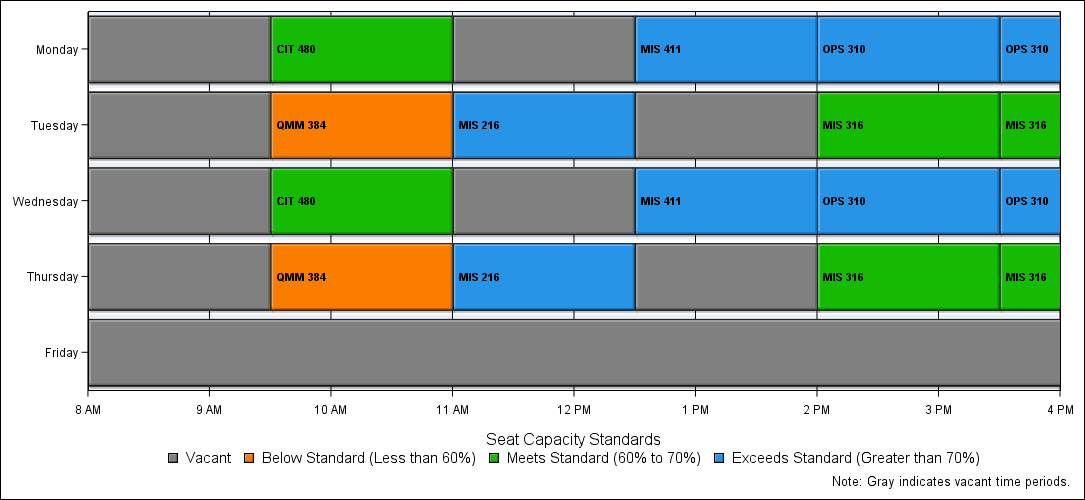 Monday CIT 480 MIS 411 OPS 310 OPS 310
Tuesday QMM 384 MIS 216 MIS 316 MIS 316
Wednesday CIT 480 MIS 411 OPS 310 OPS 310
Thursday QMM 384 MIS 216 MIS 316 MIS 316
Friday
8 AM 9 AM 10 AM 11 AM 12 PM 1 PM 2 PM 3 PM 4 PM
Seat Capacity Standards
Vacant Below Standard (Less than 60%) Meets Standard (60% to 70%) Exceeds Standard (Greater than 70%)
Note: Gray indicates vacant time periods.